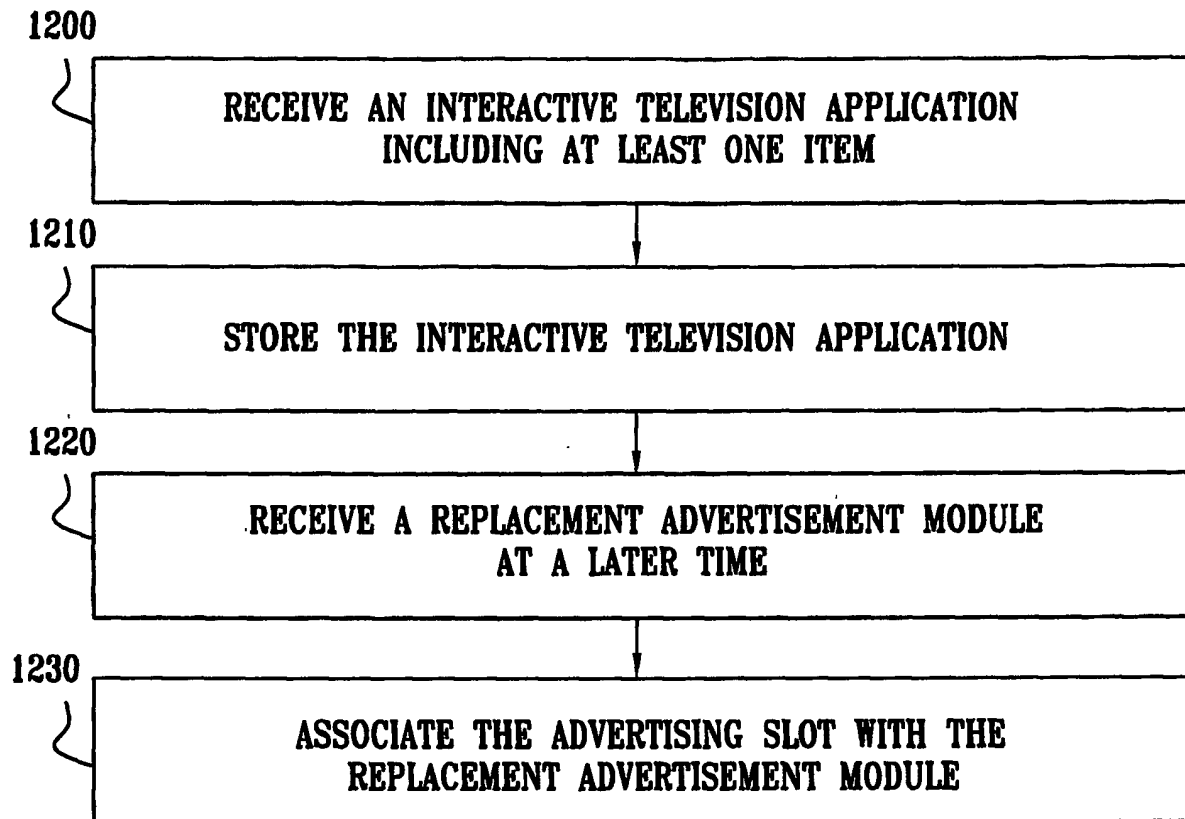 1200
RECEIVE AN INTERACTIVE TELEVISION APPLICATION
INCLUDING AT LEAST ONE ITEM
1210
STORE THE INTERACTIVE TELEVISION APPLICATION
1220
RECEIVE A REPLACEMENT ADVERTISEMENT MODULE
AT A LATER TIME
1230
ASSOCIATE THE ADVERTISING SLOT WITH THE
REPLACEMENT ADVERTISEMENT MODULE